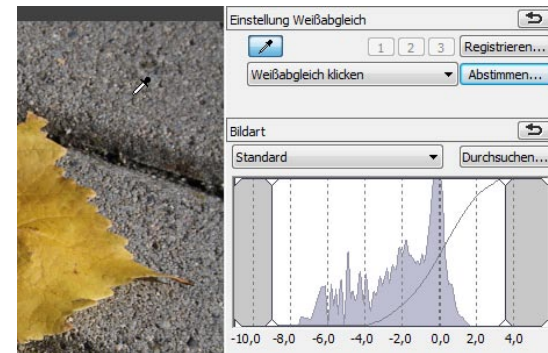 Einstellung Weißabgleich
1 2 3 Registrieren...
Weißabgleich klicken Abstimmen...
Bildart
Standard Durchsuchen...
-10,0 -8,0 -6,0 -4,0 -2,0 0,0 2,0 4,0